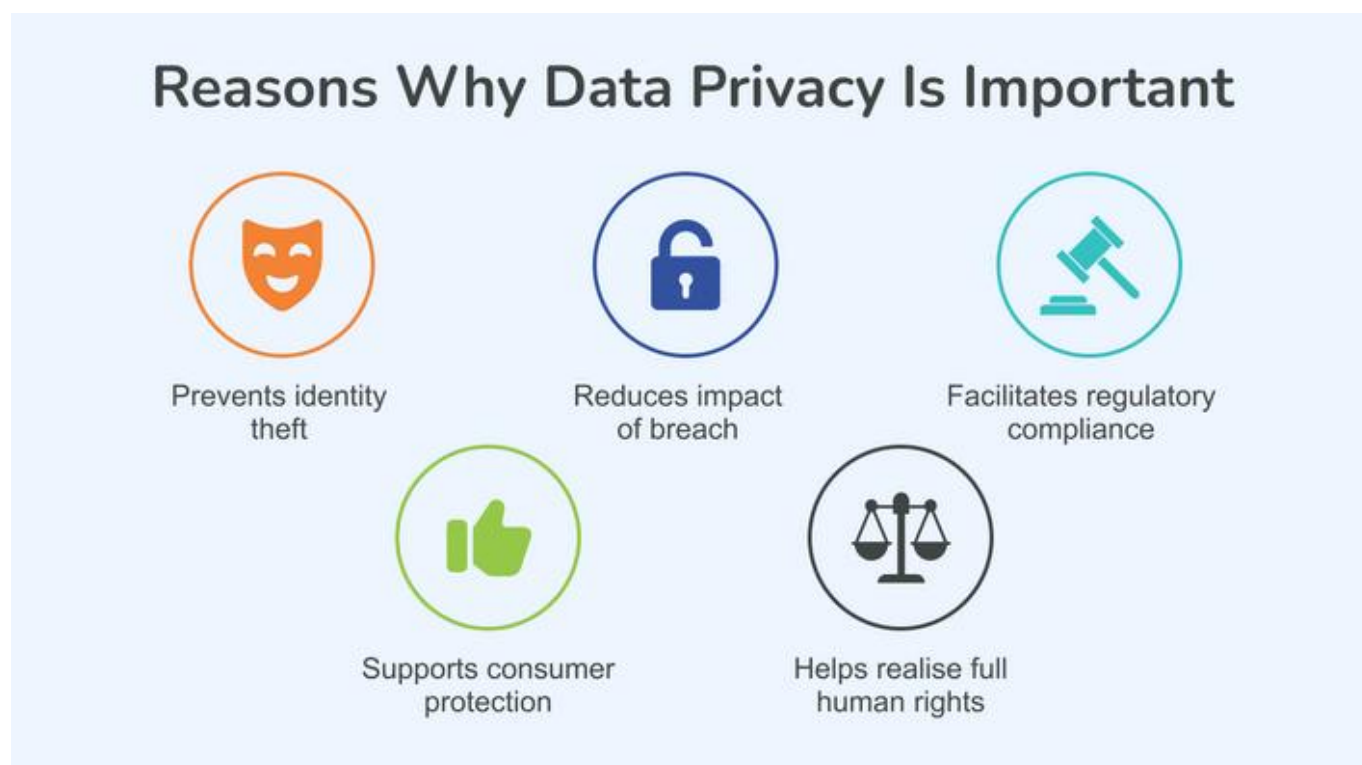 Reasons Why Data Privacy Is Important
Prevents identity
theft
Reduces impact
of breach
Facilitates regulatory
compliance
Supports consumer
protection
Helps realise full
human rights